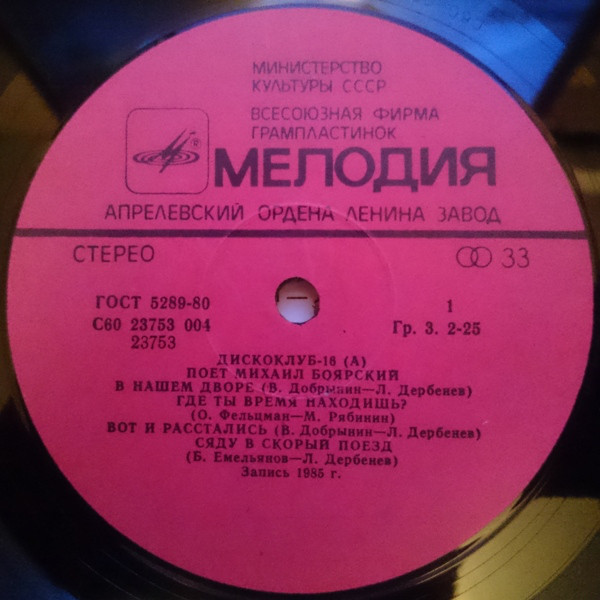 МИНИСТЕРСТВО
КУЛЬТУРЫ СССР
ВСЕСОЮЗНАЯ ФИРМА
ГРАМПЛАСТИНОК
МЕЛОДИЯ
АПРЕЛЕВСКИЙ ОРДЕНА ЛЕНИНА ЗАВОД
СТЕРЕО 33
ГОСТ 5289-80 1
С60 23753 004 Гр. 3. 2-25
23753
ДИСКОКЛУБ-16 (А)
ПОЕТ МИХАИЛ БОЯРСКИЙ
В НАШЕМ ДВОРЕ (В. Добрынин—Л. Дербенев)
ГДЕ ТЫ ВРЕМЯ НАХОДИШЬ?
(О. Фельцман—М. Рябинин)
ВОТ И РАССТАЛИСЬ (В. Добрынин—Л. Дербенев)
СЯДУ В СКОРЫЙ ПОЕЗД
(Б. Емельянов—Л. Дербенев)
Запись 1985 г.